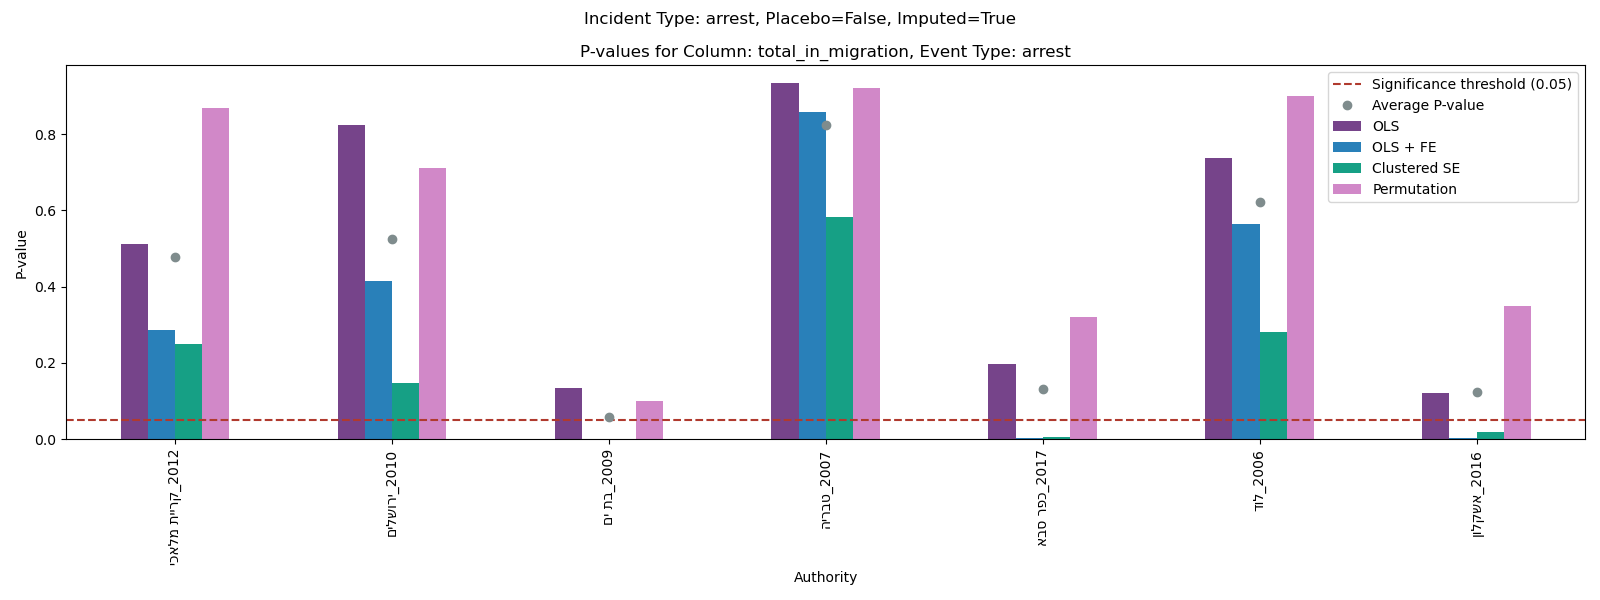 Incident Type: arrest, Placebo=False, Imputed=True
P-values for Column: total_in_migration, Event Type: arrest
Significance threshold (0.05)
Average P-value
OLS
OLS + FE
Clustered SE
Permutation
P-value
0.8
0.6
0.4
0.2
0.0
קריית מלאכי_2012
ירושלים_2010
בת ים_2009
טבריה_2007
כפר סבא_2017
לוד_2006
אשקלון_2016
Authority